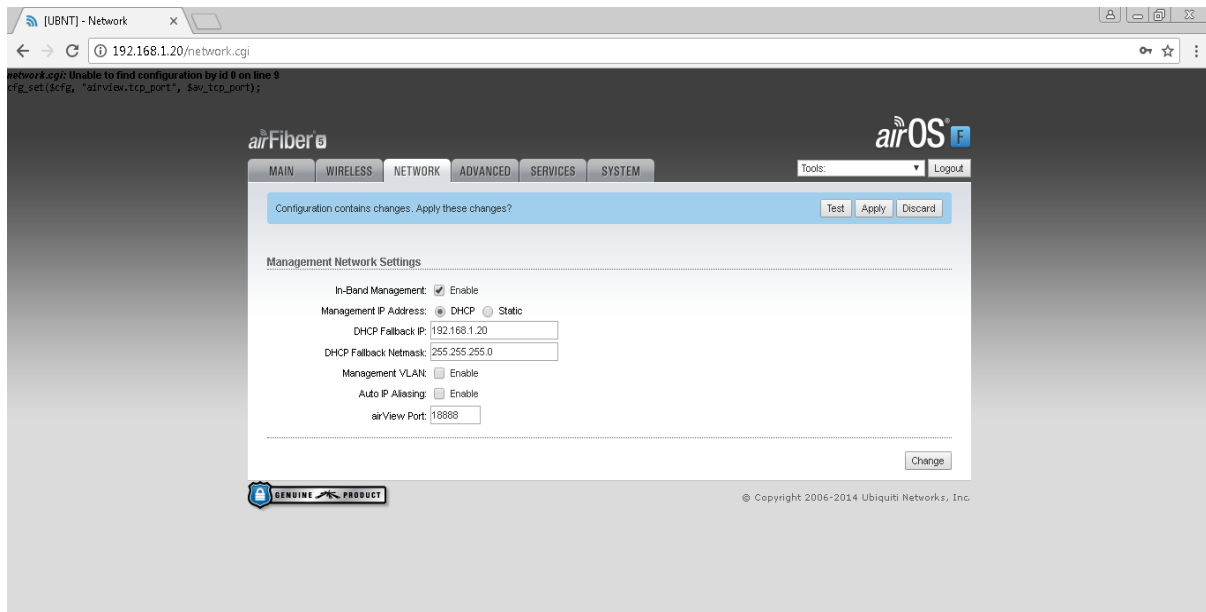 [UBNT] - Network
192.168.1.20/network.cgi
network.cgi: Unable to find configuration by id 0 on line 9
cfg_set($cfg, "airview.tcp_port", $av_tcp_port);
airFiber 5
airOS F
MAIN WIRELESS NETWORK ADVANCED SERVICES SYSTEM Tools: Logout
Configuration contains changes. Apply these changes? Test Apply Discard
Management Network Settings
In-Band Management: Enable
Management IP Address: DHCP Static
DHCP Fallback IP: 192.168.1.20
DHCP Fallback Netmask: 255.255.255.0
Management VLAN: Enable
Auto IP Aliasing: Enable
airView Port: 18888
Change
GENUINE PRODUCT
© Copyright 2006-2014 Ubiquiti Networks, Inc.